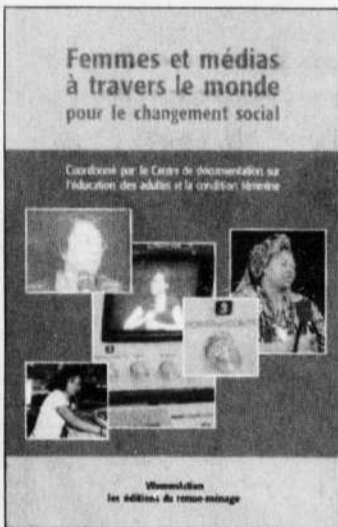 Femmes et médias
à travers le monde
pour le changement social
Coordonné par le Centre de documentation sur
l'éducation des adultes et la condition féminine
3
WomenAction
les éditions du remue-ménage